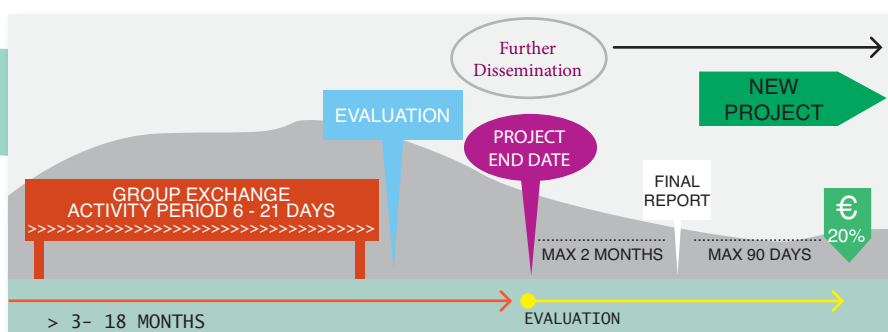 Further
Dissemination
NEW
PROJECT
EVALUATION
PROJECT
END DATE
GROUP EXCHANGE
ACTIVITY PERIOD 6 - 21 DAYS
>>>>>>>>>>>>>>>>>>>>>>>>>>>>>>>>>>>>>>>
FINAL
REPORT
€
20%
MAX 2 MONTHS
MAX 90 DAYS
> 3- 18 MONTHS
EVALUATION